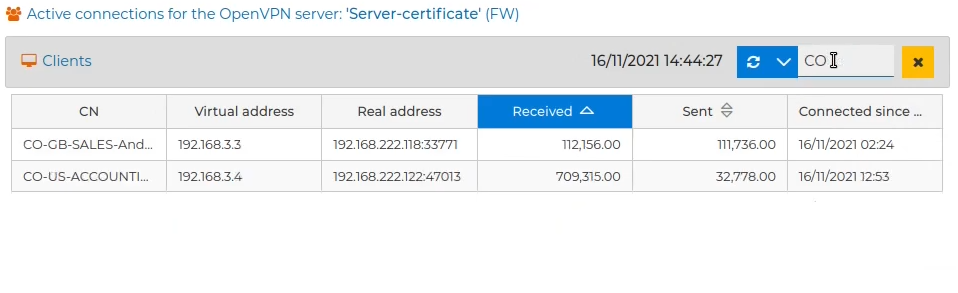 Active connections for the OpenVPN server: 'Server-certificate' (FW)
Clients 16/11/2021 14:44:27 CO
CN Virtual address Real address Received Sent Connected since ...
CO-GB-SALES-And... 192.168.3.3 192.168.222.118:33771 112,156.00 111,736.00 16/11/2021 02:24
CO-US-ACCOUNTI... 192.168.3.4 192.168.222.122:47013 709,315.00 32,778.00 16/11/2021 12:53